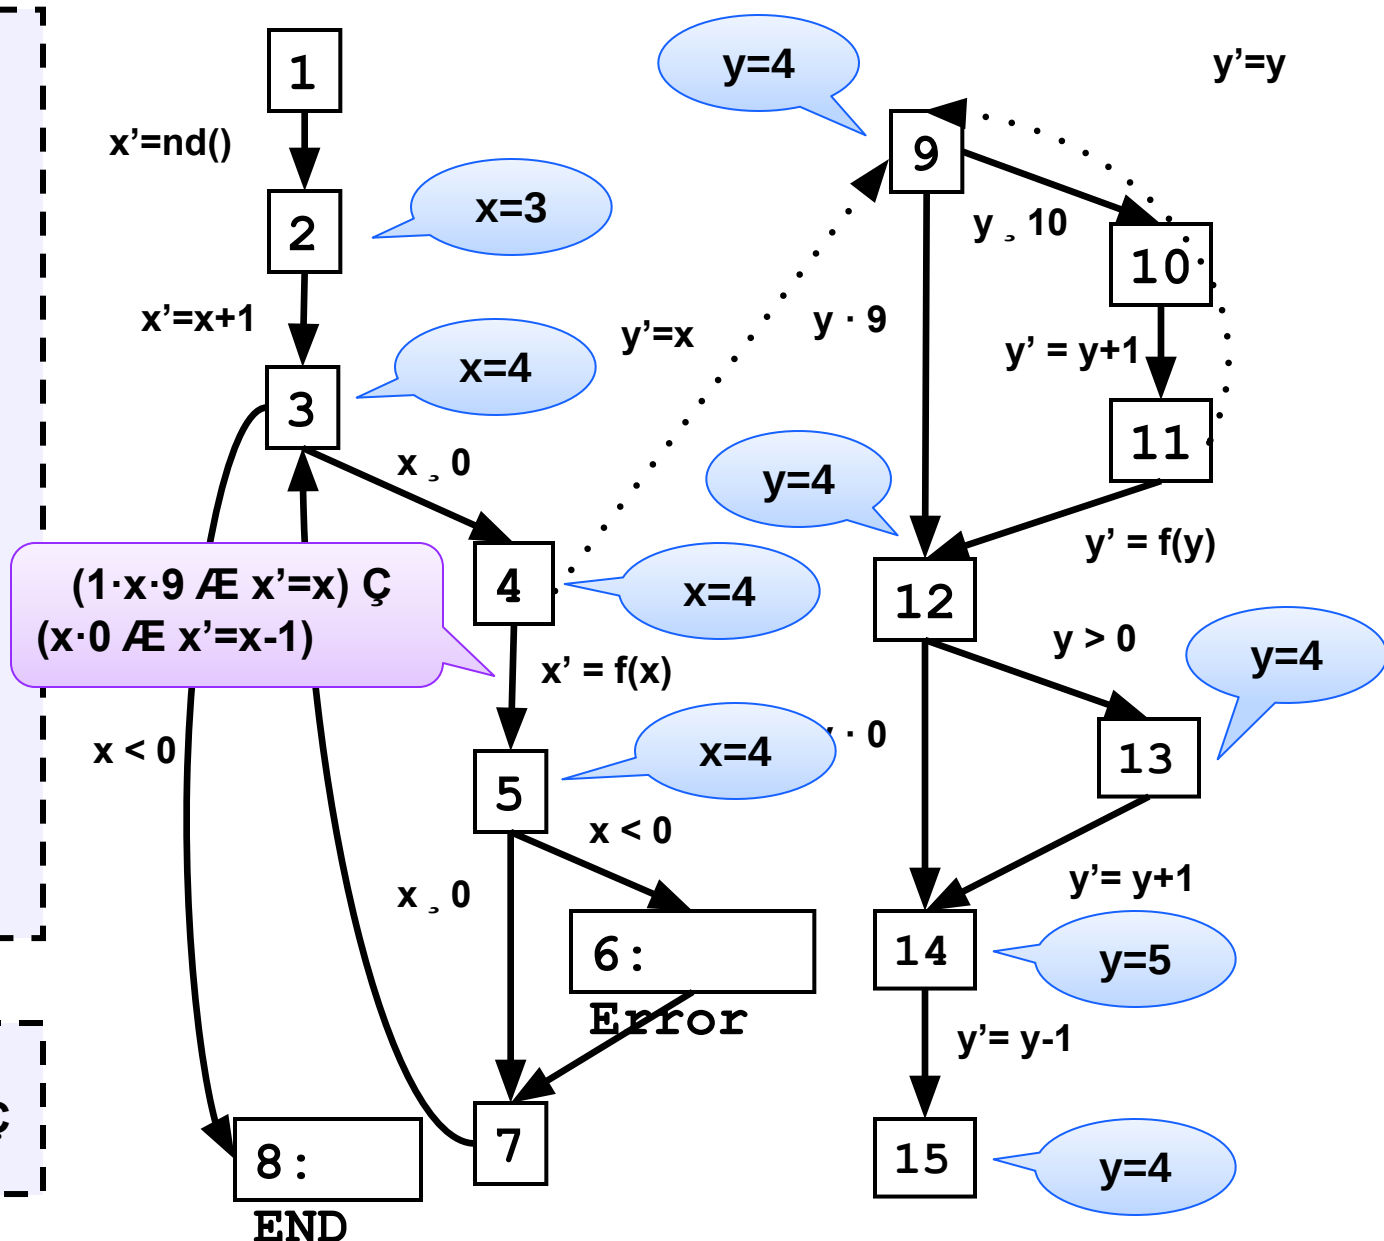 1
x’=nd()
2
x=3
x’=x+1
3
x=4
x ¸ 0
4
x=4
(1·x·9 Æ x’=x) Ç
(x·0 Æ x’=x-1)
x’ = f(x)
x < 0
5
x=4
x < 0
x ¸ 0
6:
Error
7
8:
END
Ç
y’=x
y=4
y’=y
9
y ¸ 10
10
y · 9
y’ = y+1
11
y=4
y’ = f(y)
12
y > 0
y=4
· 0
13
y’= y+1
14
y=5
y’= y-1
15
y=4